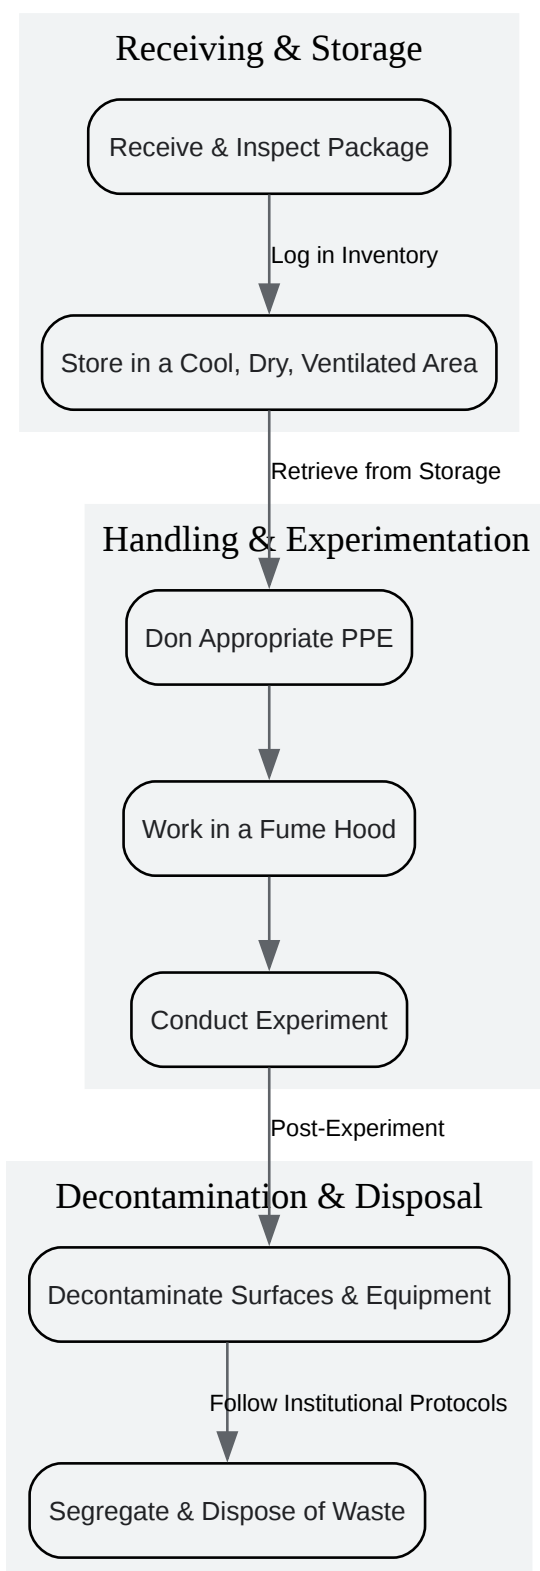 Receiving & Storage
Receive & Inspect Package
Log in Inventory
Store in a Cool, Dry, Ventilated Area
Retrieve from Storage
Handling & Experimentation
Don Appropriate PPE
Work in a Fume Hood
Conduct Experiment
Post-Experiment
Decontamination & Disposal
Decontaminate Surfaces & Equipment
Follow Institutional Protocols
Segregate & Dispose of Waste